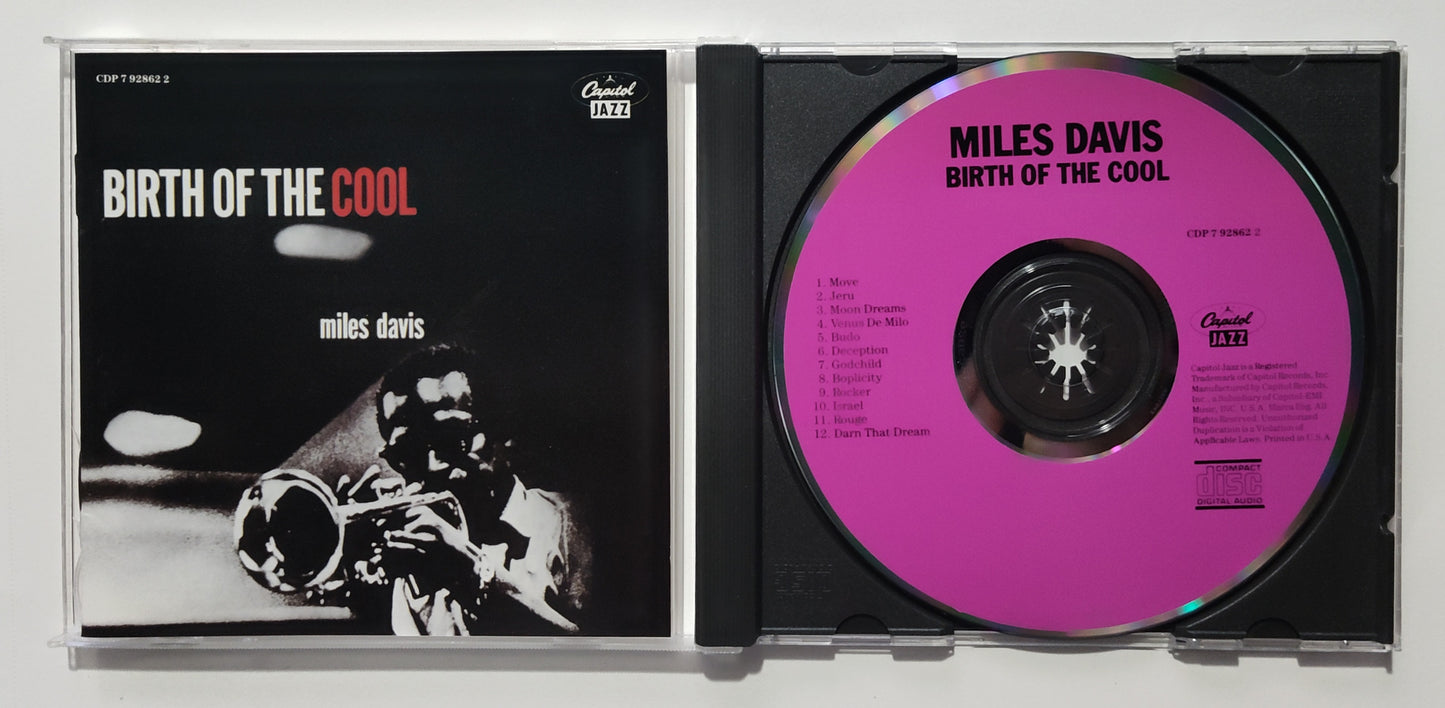 CDP 7 92862 2
Capitol
JAZZ
BIRTH OF THE COOL
miles davis
MILES DAVIS
BIRTH OF THE COOL
CDP 7 92862 2
1. Move
2. Jeru
3. Moon Dreams
4. Venus De Milo
5. Budo
6. Deception
7. Godchild
8. Boplicity
9. Rocker
10. Israel
11. Rouge
12. Darn That Dream
Capitol
JAZZ
Capitol Jazz is a Registered
Trademark of Capitol Records, Inc.
Manufactured by Capitol Records,
Inc., a Subsidiary of Capitol-EMI
Music, INC. U.S.A. Marca Reg. All
Rights Reserved. Unauthorized
Duplication is a Violation of
Applicable Laws. Printed in U.S.A.
COMPACT
disc
DIGITAL AUDIO